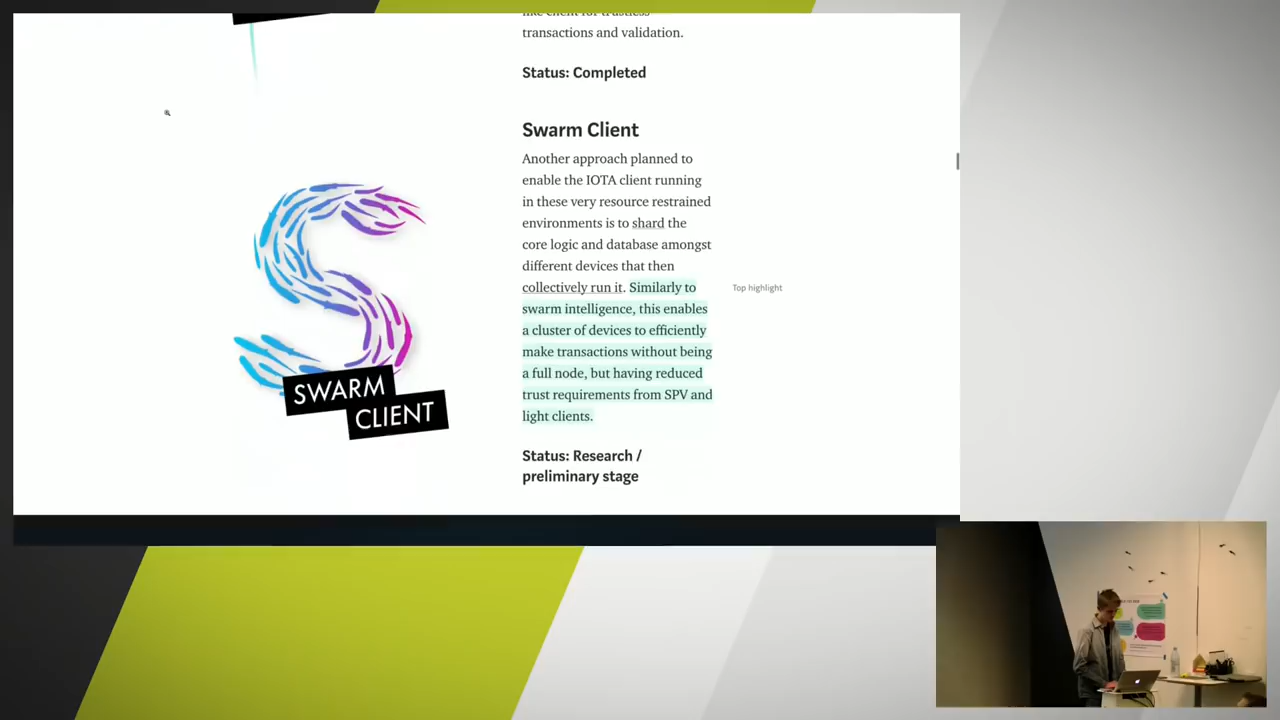 like client for trustless
transactions and validation.
Status: Completed
Swarm Client
Another approach planned to
enable the IOTA client running
in these very resource restrained
environments is to shard the
core logic and database amongst
different devices that then
collectively run it. Similarly to
swarm intelligence, this enables
a cluster of devices to efficiently
make transactions without being
a full node, but having reduced
trust requirements from SPV and
light clients.
Top highlight
Status: Research /
preliminary stage
SWARM
CLIENT